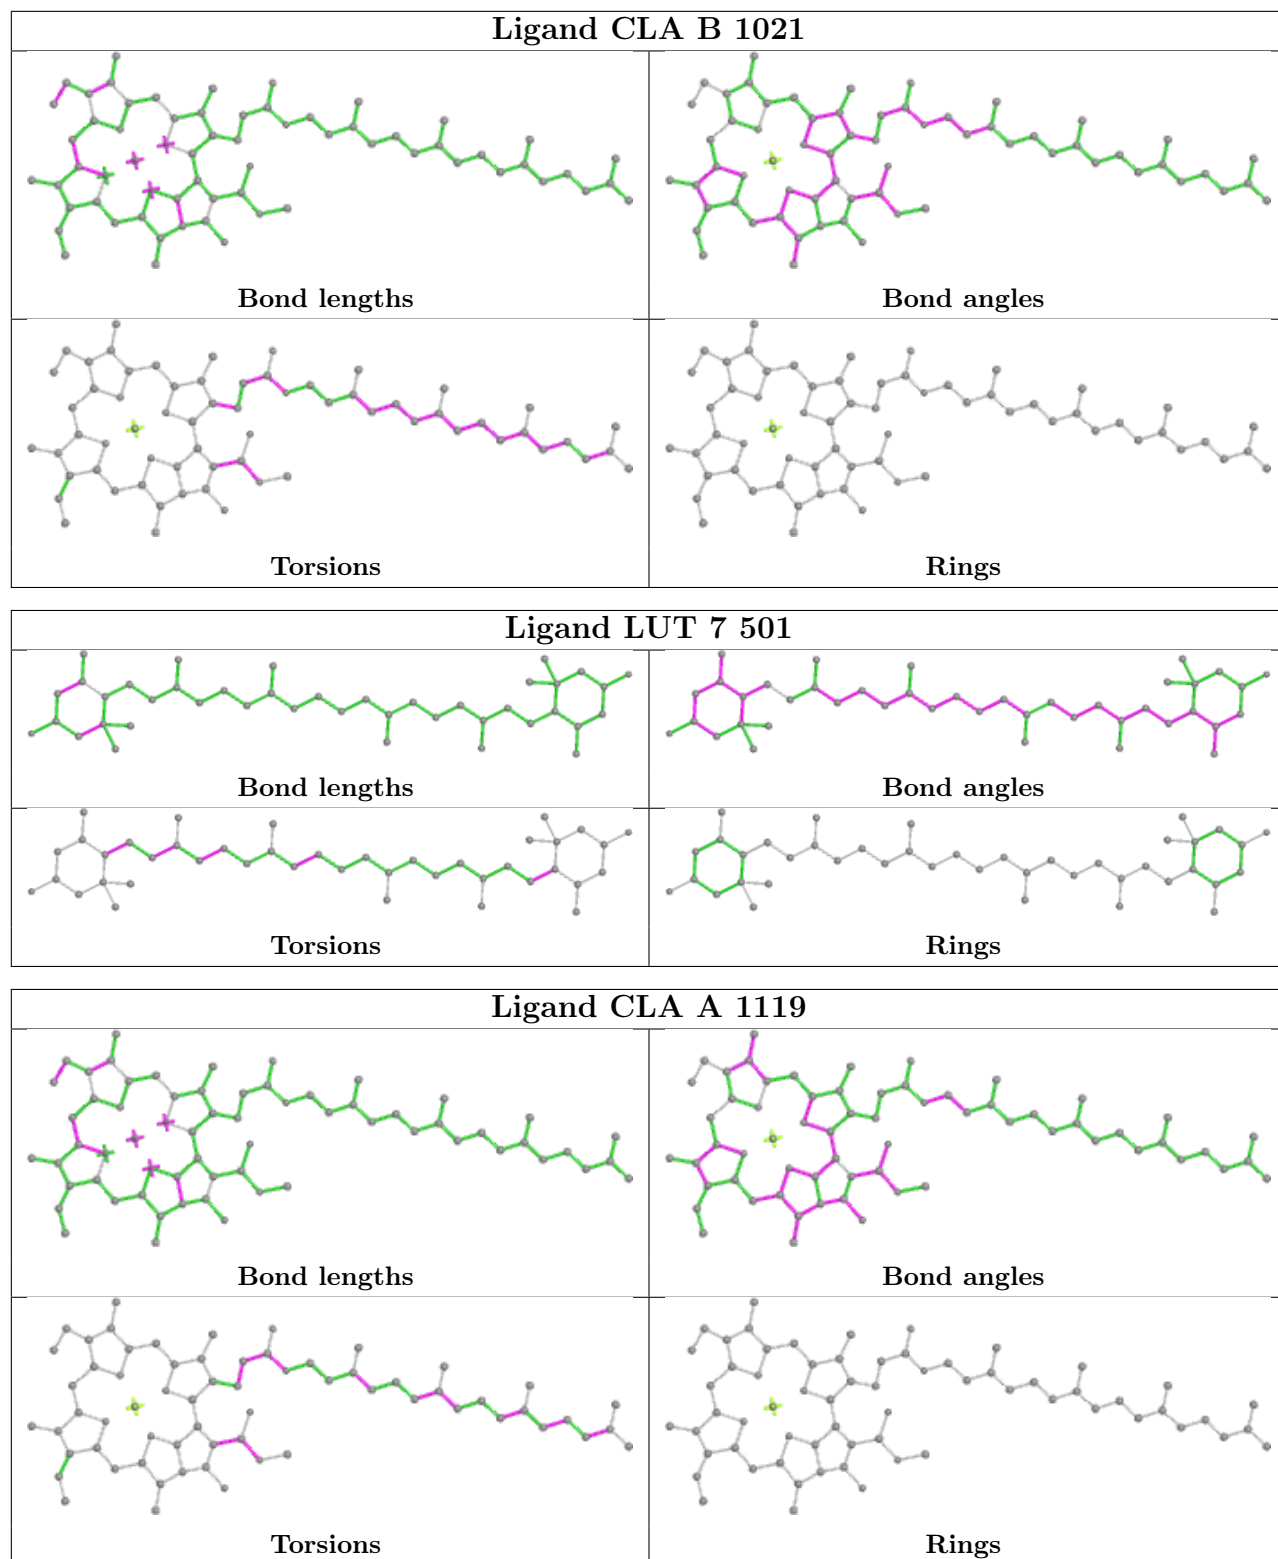 Ligand CLA B 1021
Bond lengths
Bond angles
Torsions
Rings
Ligand LUT 7 501
Bond lengths
Bond angles
Torsions
Rings
Ligand CLA A 1119
Bond lengths
Bond angles
Torsions
Rings